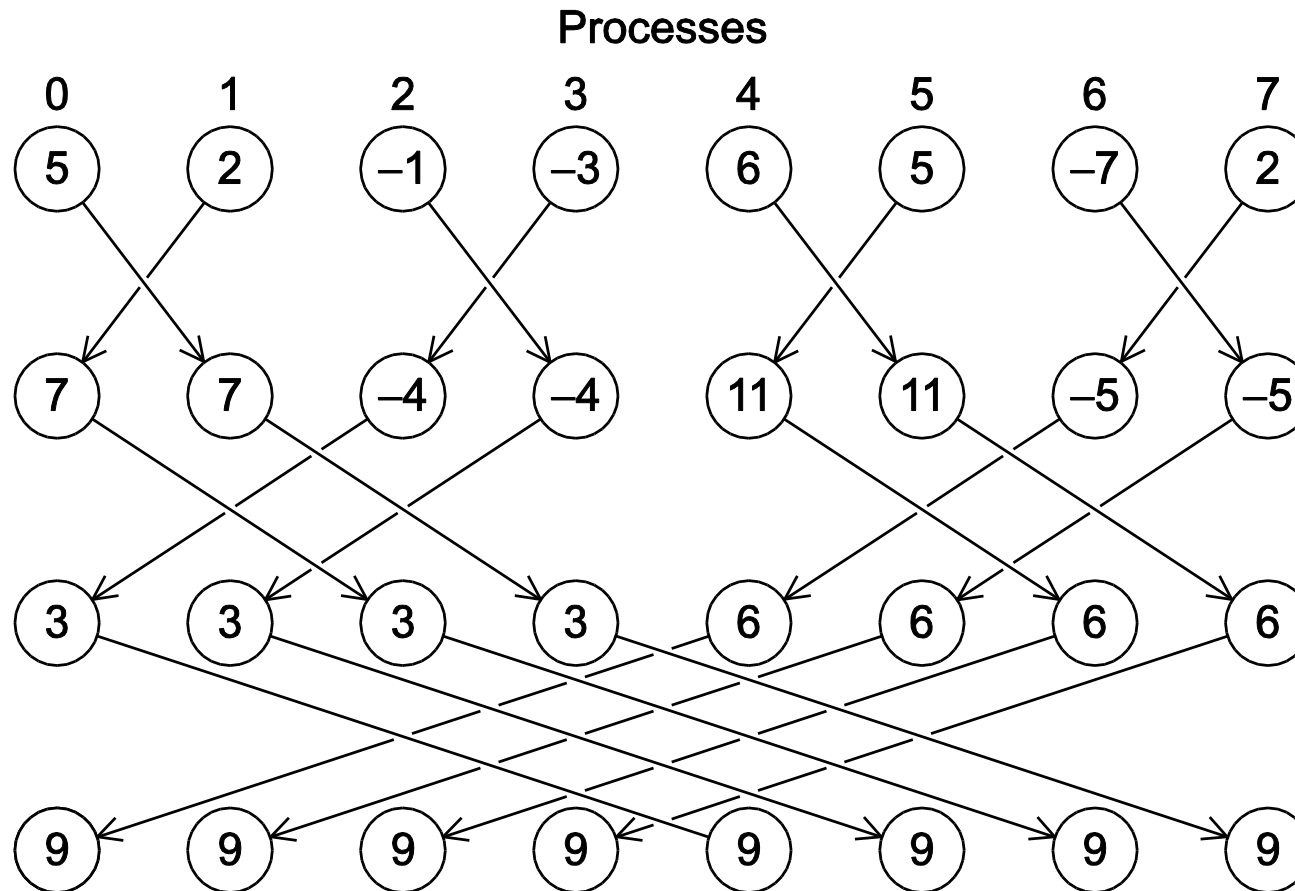 Processes
0 1 2 3 4 5 6 7
5 2 –1 –3 6 5 –7 2
7 7 –4 –4 11 11 –5 –5
3 3 3 3 6 6 6 6
9 9 9 9 9 9 9 9